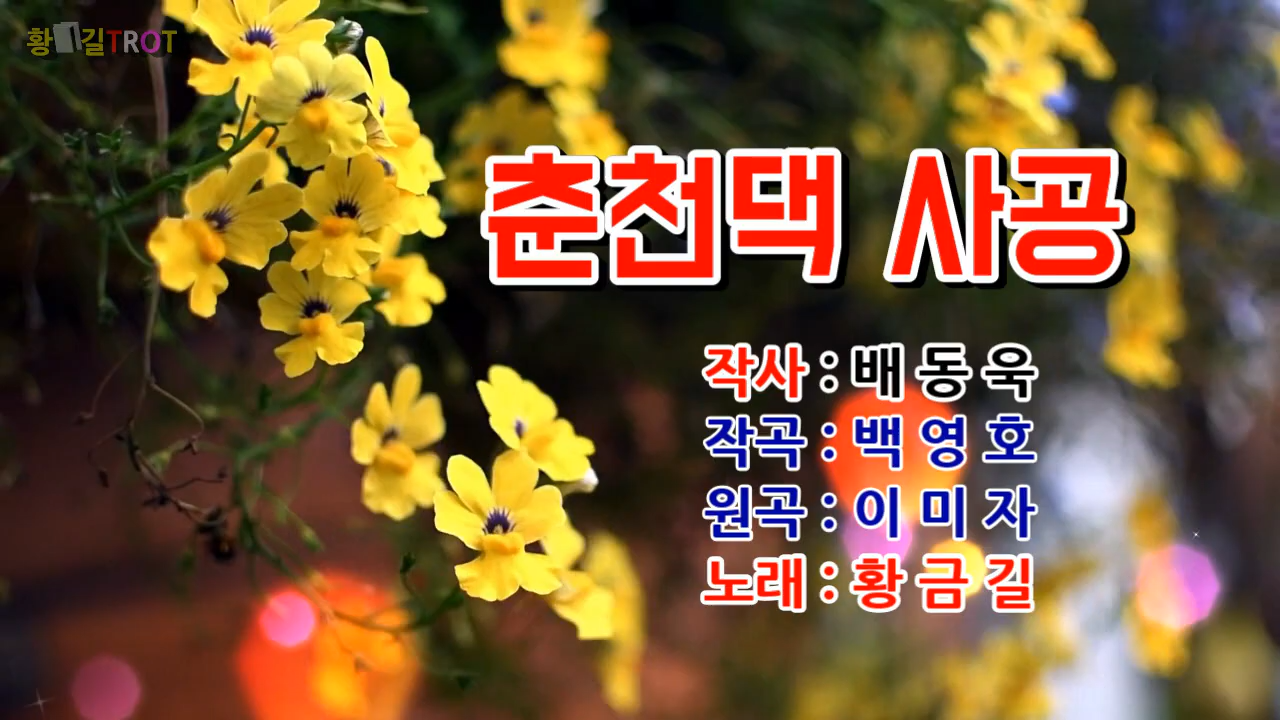 황금길TROT
춘천댁 사공
작사 : 배 동 욱
작곡 : 백 영 호
원곡 : 이 미 자
노래 : 황 금 길